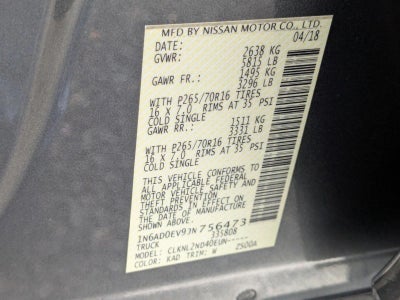 MFD BY NISSAN MOTOR CO., LTD.
DATE: 04/18
GVWR: 2638 KG
5815 LB
GAWR FR.: 1495 KG
3296 LB
WITH P265/70R16 TIRES
16 X 7.0 RIMS AT 35 PSI
COLD SINGLE
GAWR RR.: 1511 KG
3331 LB
WITH P265/70R16 TIRES
16 X 7.0 RIMS AT 35 PSI
COLD SINGLE
THIS VEHICLE CONFORMS TO
ALL APPLICABLE FEDERAL
MOTOR VEHICLE SAFETY AND
THEFT PREVENTION
STANDARDS IN EFFECT ON
THE DATE OF MANUFACTURE
SHOWN ABOVE.
1N6AD0EV9JN756473
TRUCK 335808
MODEL: CLKNL2ND40EUN-----
COLOR: KAD TRIM: W 2500A